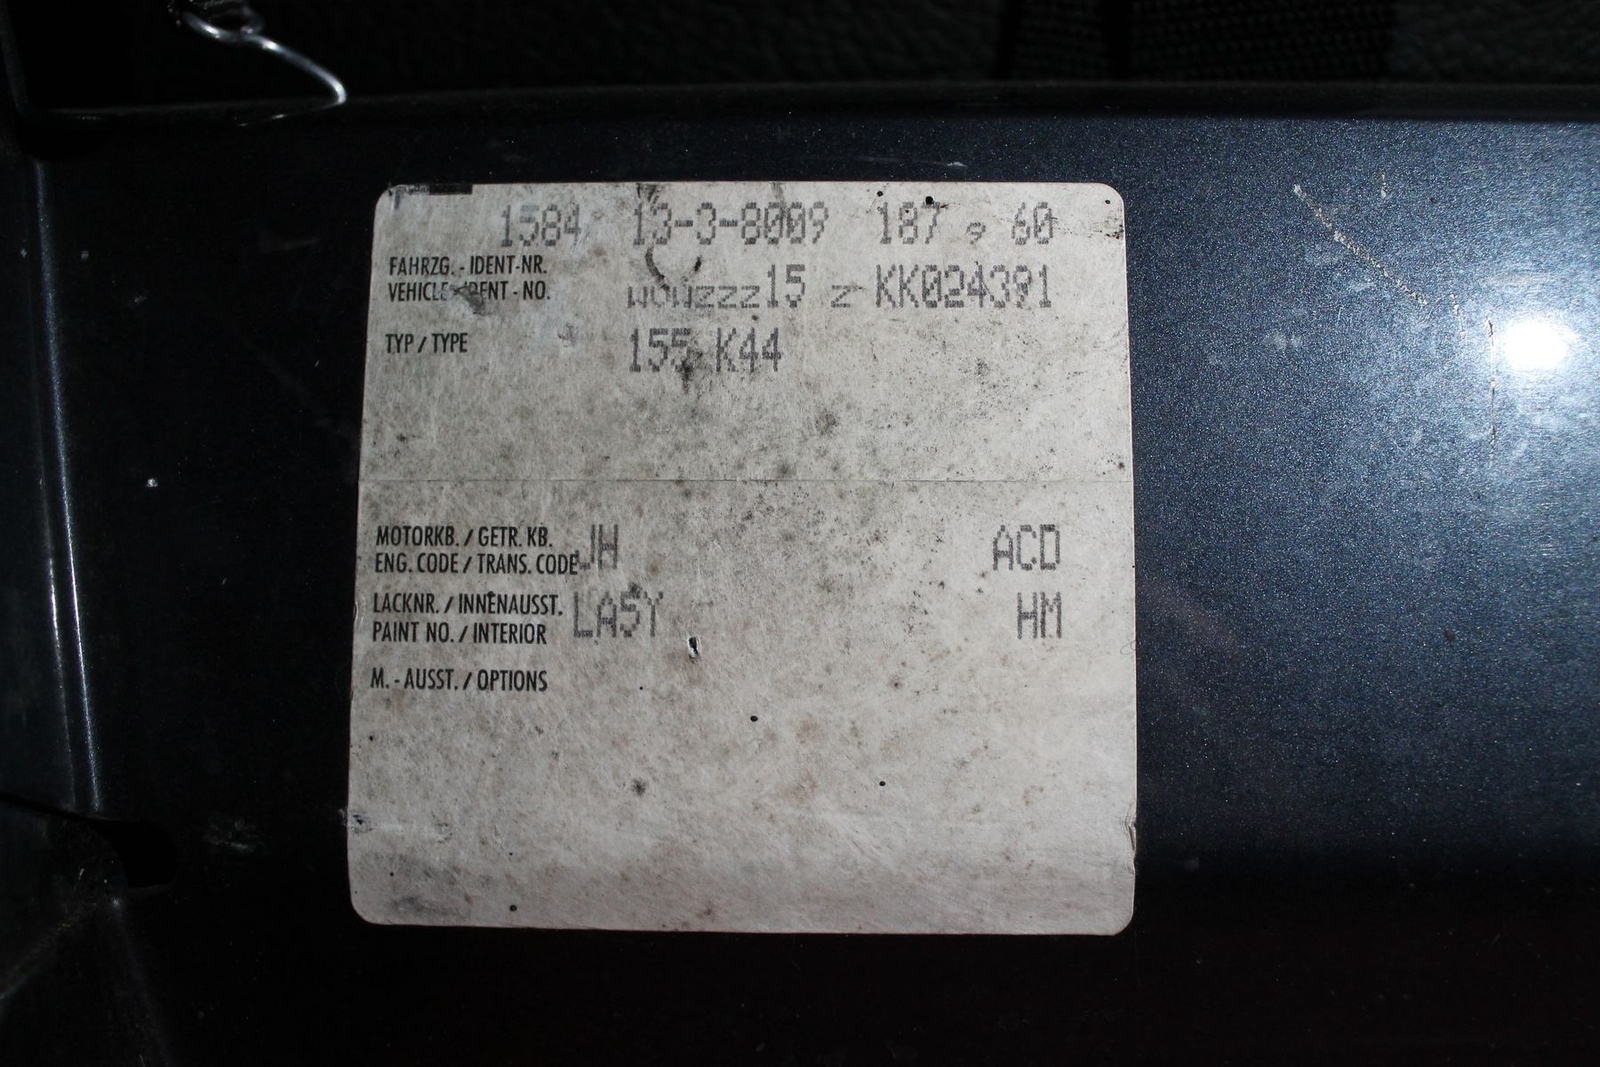 1584 13-3-8009 187 9 60
FAHRZG. - IDENT-NR.
VEHICLE-IDENT - NO. WVWZZZ15 Z KK024391
TYP / TYPE 155 K44
MOTORKB. / GETR. KB.
ENG. CODE / TRANS. CODE JH ACD
LACKNR. / INNENAUSST.
PAINT NO. / INTERIOR LA5Y HM
M. - AUSST. / OPTIONS